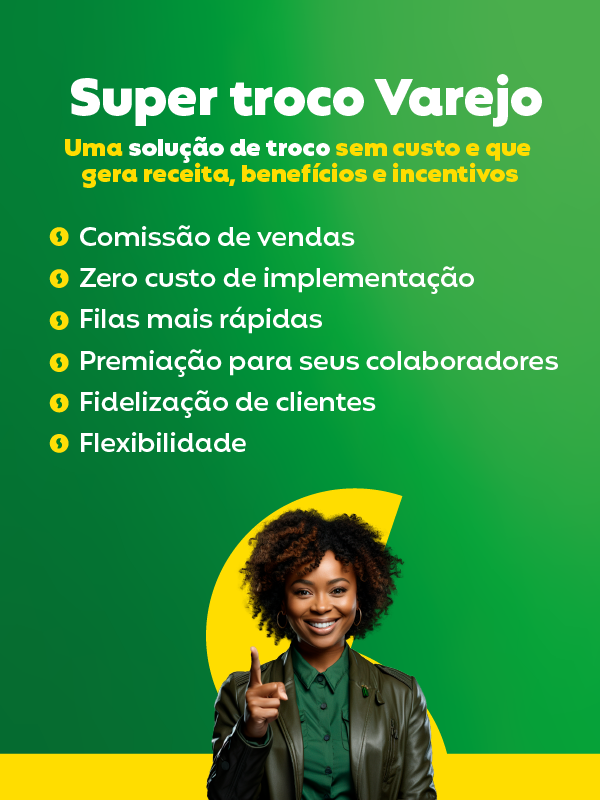 Super troco Varejo
Uma solução de troco sem custo e que
gera receita, benefícios e incentivos
Comissão de vendas
Zero custo de implementação
Filas mais rápidas
Premiação para seus colaboradores
Fidelização de clientes
Flexibilidade